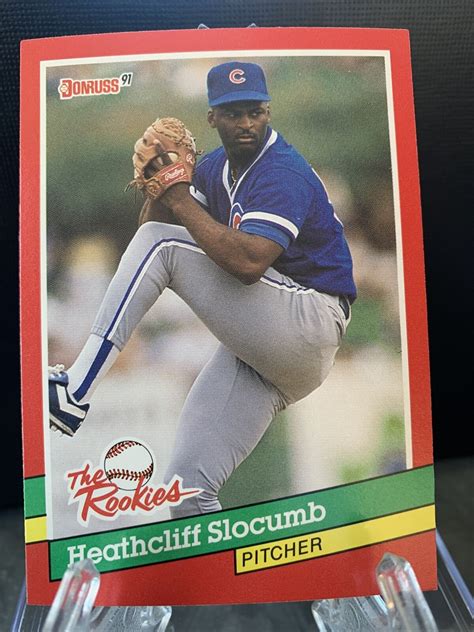 DONRUSS 91
C
Rawlings
The
Rookies
Heathcliff Slocumb
PITCHER